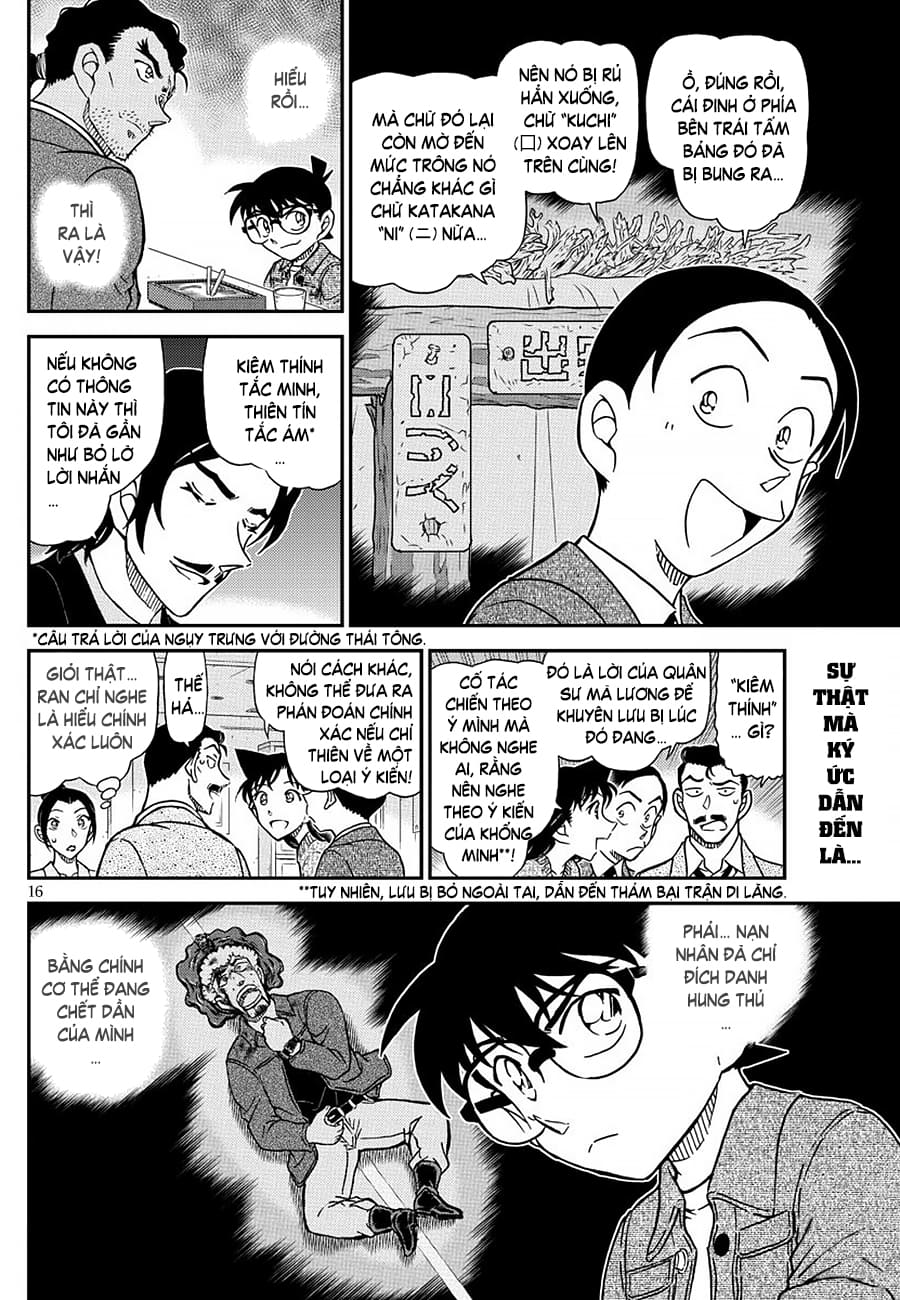 Ồ, ĐÚNG RỒI,
CÁI ĐINH Ở PHÍA
BÊN TRÁI TẤM
BẢNG ĐÓ ĐÃ
BỊ BUNG RA...
NÊN NÓ BỊ RỦ
HẲN XUỐNG,
CHỮ "KUCHI"
(口) XOAY LÊN
TRÊN CÙNG!
MÀ CHỮ ĐÓ LẠI
CÒN MỜ ĐẾN
MỨC TRÔNG NÓ
CHẲNG KHÁC GÌ
CHỮ KATAKANA
"NI" (二) NỮA...
出
HIỂU
RỒI...
THÌ
RA LÀ
VẬY!
KIÊM THÍNH
TẮC MINH,
THIÊN TÍN
TẮC ÁM*
...
NẾU KHÔNG
CÓ THÔNG
TIN NÀY THÌ
TÔI ĐÃ GẦN
NHƯ BỎ LỠ
LỜI NHẮN
...
*CÂU TRẢ LỜI CỦA NGỤY TRƯNG VỚI ĐƯỜNG THÁI TÔNG.
SỰ
THẬT
MÀ
KÝ
ỨC
DẪN
ĐẾN
LÀ...
"KIÊM
THÍNH"
... GÌ?
ĐÓ LÀ LỜI CỦA QUÂN
SƯ MÃ LƯƠNG ĐỂ
KHUYÊN LƯU BỊ LÚC
ĐÓ ĐANG...
CỐ TÁC
CHIẾN THEO
Ý MÌNH MÀ
KHÔNG NGHE
AI, RẰNG
NÊN NGHE
THEO Ý KIẾN
CỦA KHỔNG
MINH**!
NÓI CÁCH KHÁC,
KHÔNG THỂ ĐƯA RA
PHÁN ĐOÁN CHÍNH
XÁC NẾU CHỈ
THIÊN VỀ MỘT
LOẠI Ý KIẾN!
THẾ
HẢ...
GIỎI THẬT...
RAN CHỈ NGHE
LÀ HIỂU CHÍNH
XÁC LUÔN
16
**TUY NHIÊN, LƯU BỊ BỎ NGOÀI TAI, DẪN ĐẾN THẢM BẠI TRẬN DI LĂNG.
PHẢI... NẠN
NHÂN ĐÃ CHỈ
ĐÍCH DANH
HUNG THỦ
...
BẰNG CHÍNH
CƠ THỂ ĐANG
CHẾT DẦN
CỦA MÌNH
...